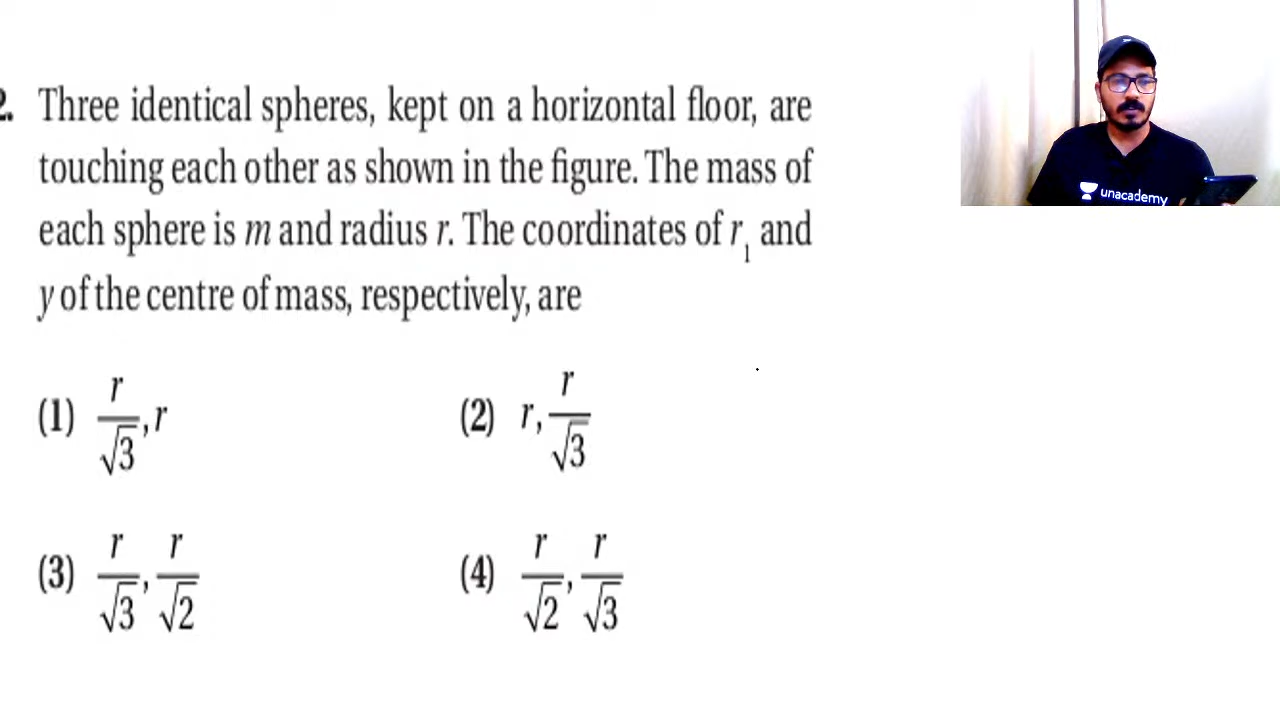 2. Three identical spheres, kept on a horizontal floor, are
touching each other as shown in the figure. The mass of
each sphere is m and radius r. The coordinates of r₁ and
y of the centre of mass, respectively, are
(1) r/√3, r (2) r, r/√3
(3) r/√3, r/√2 (4) r/√2, r/√3
unacademy